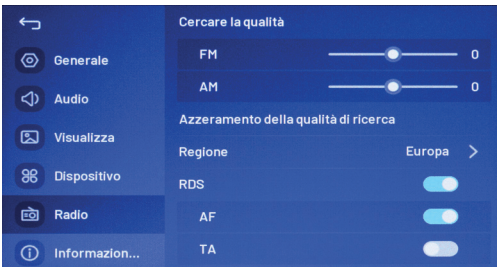 Cercare la qualità
FM 0
Generale
AM 0
Audio
Azzeramento della qualità di ricerca
Visualizza
Regione Europa
Dispositivo
RDS
Radio
AF
Informazion...
TA